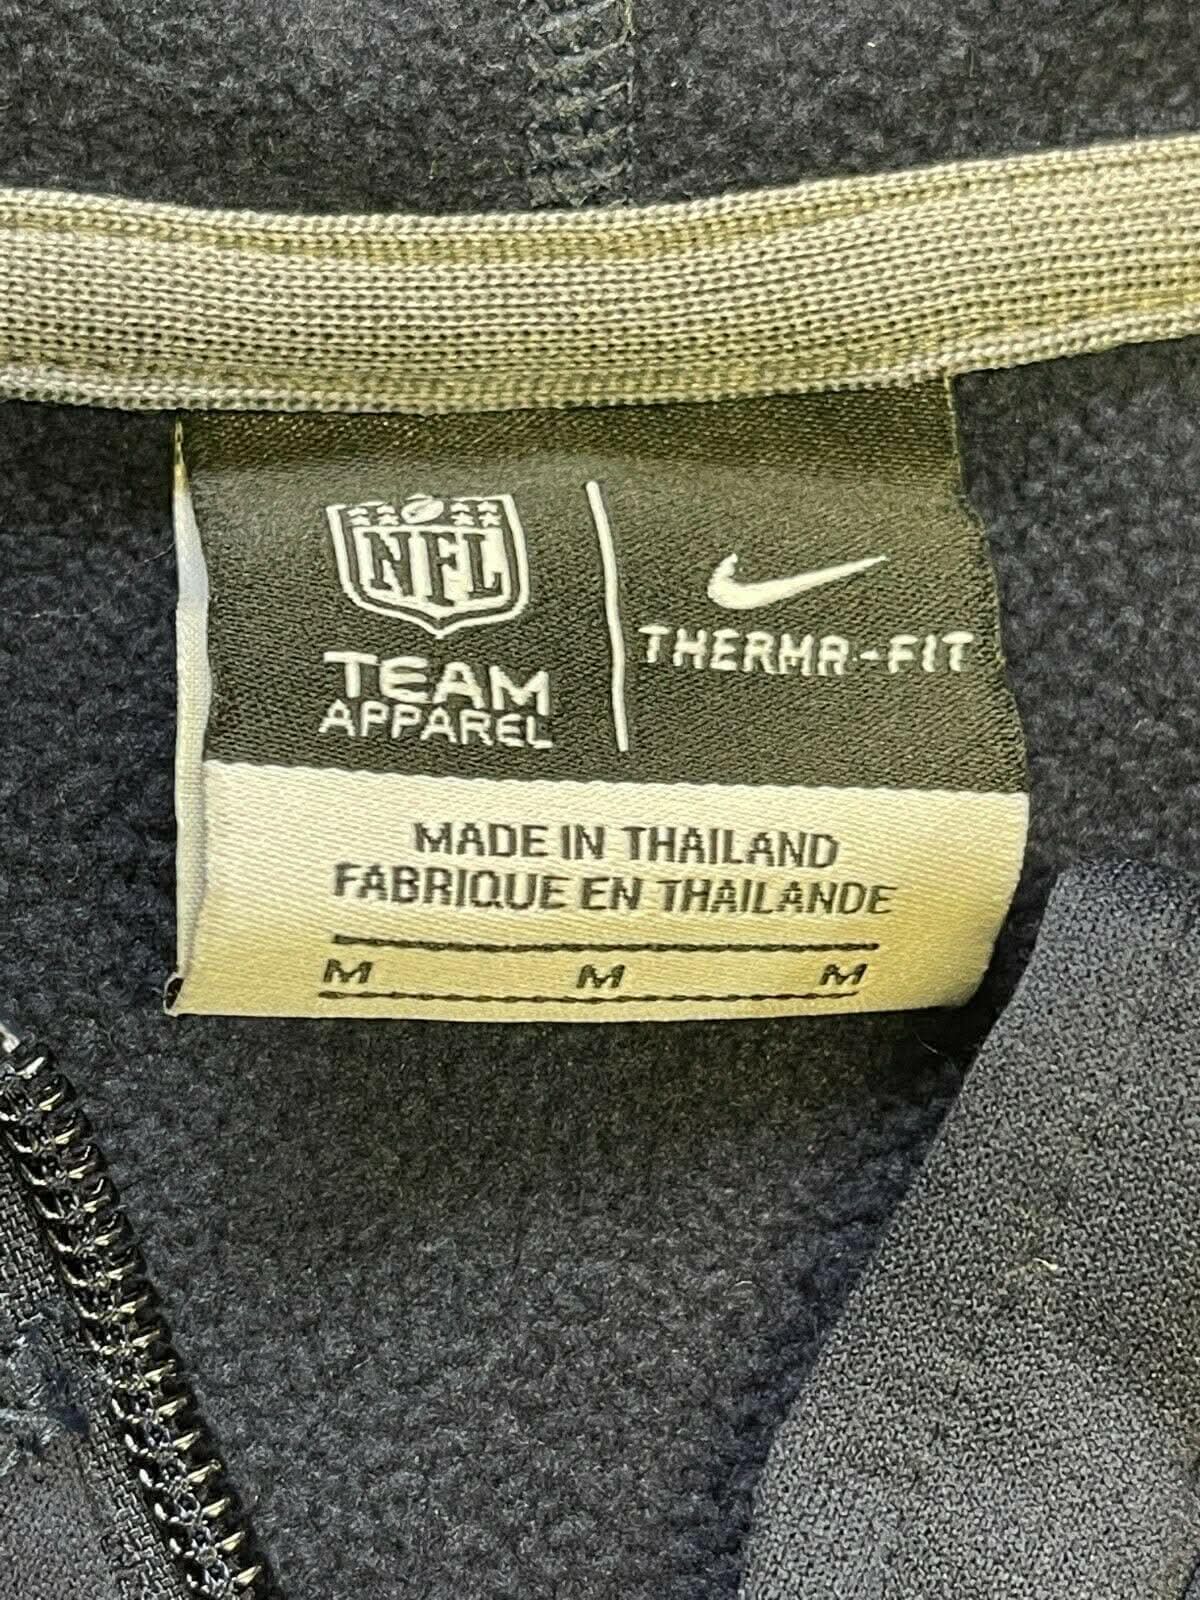 NFL
TEAM
APPAREL
THERMA-FIT
MADE IN THAILAND
FABRIQUE EN THAILANDE
M M M